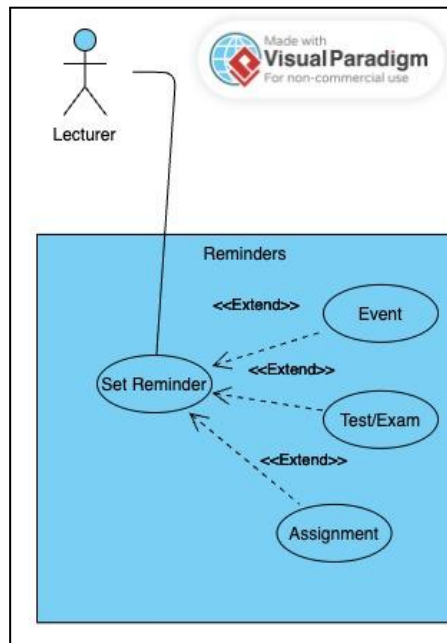 Made with
Visual Paradigm
For non-commercial use
Lecturer
Reminders
<<Extend>>
Event
<<Extend>>
Set Reminder
Test/Exam
<<Extend>>
Assignment